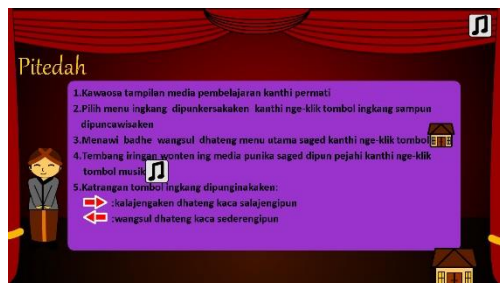 Pitedah
1.Kawaosa tampilan media pembelajaran kanthi permati
2.Pilih menu ingkang dipunkersakaken kanthi nge-klik tombol ingkang sampun
dipuncawisaken
3.Menawi badhe wangsul dhateng menu utama saged kanthi nge-klik tombol
4.Tembang iringan wonten ing media punika saged dipun pejahi kanthi nge-klik
tombol musik
5.Katrangan tombol ingkang dipunginakaken:
:kalajengaken dhateng kaca salajengipun
:wangsul dhateng kaca sederengipun